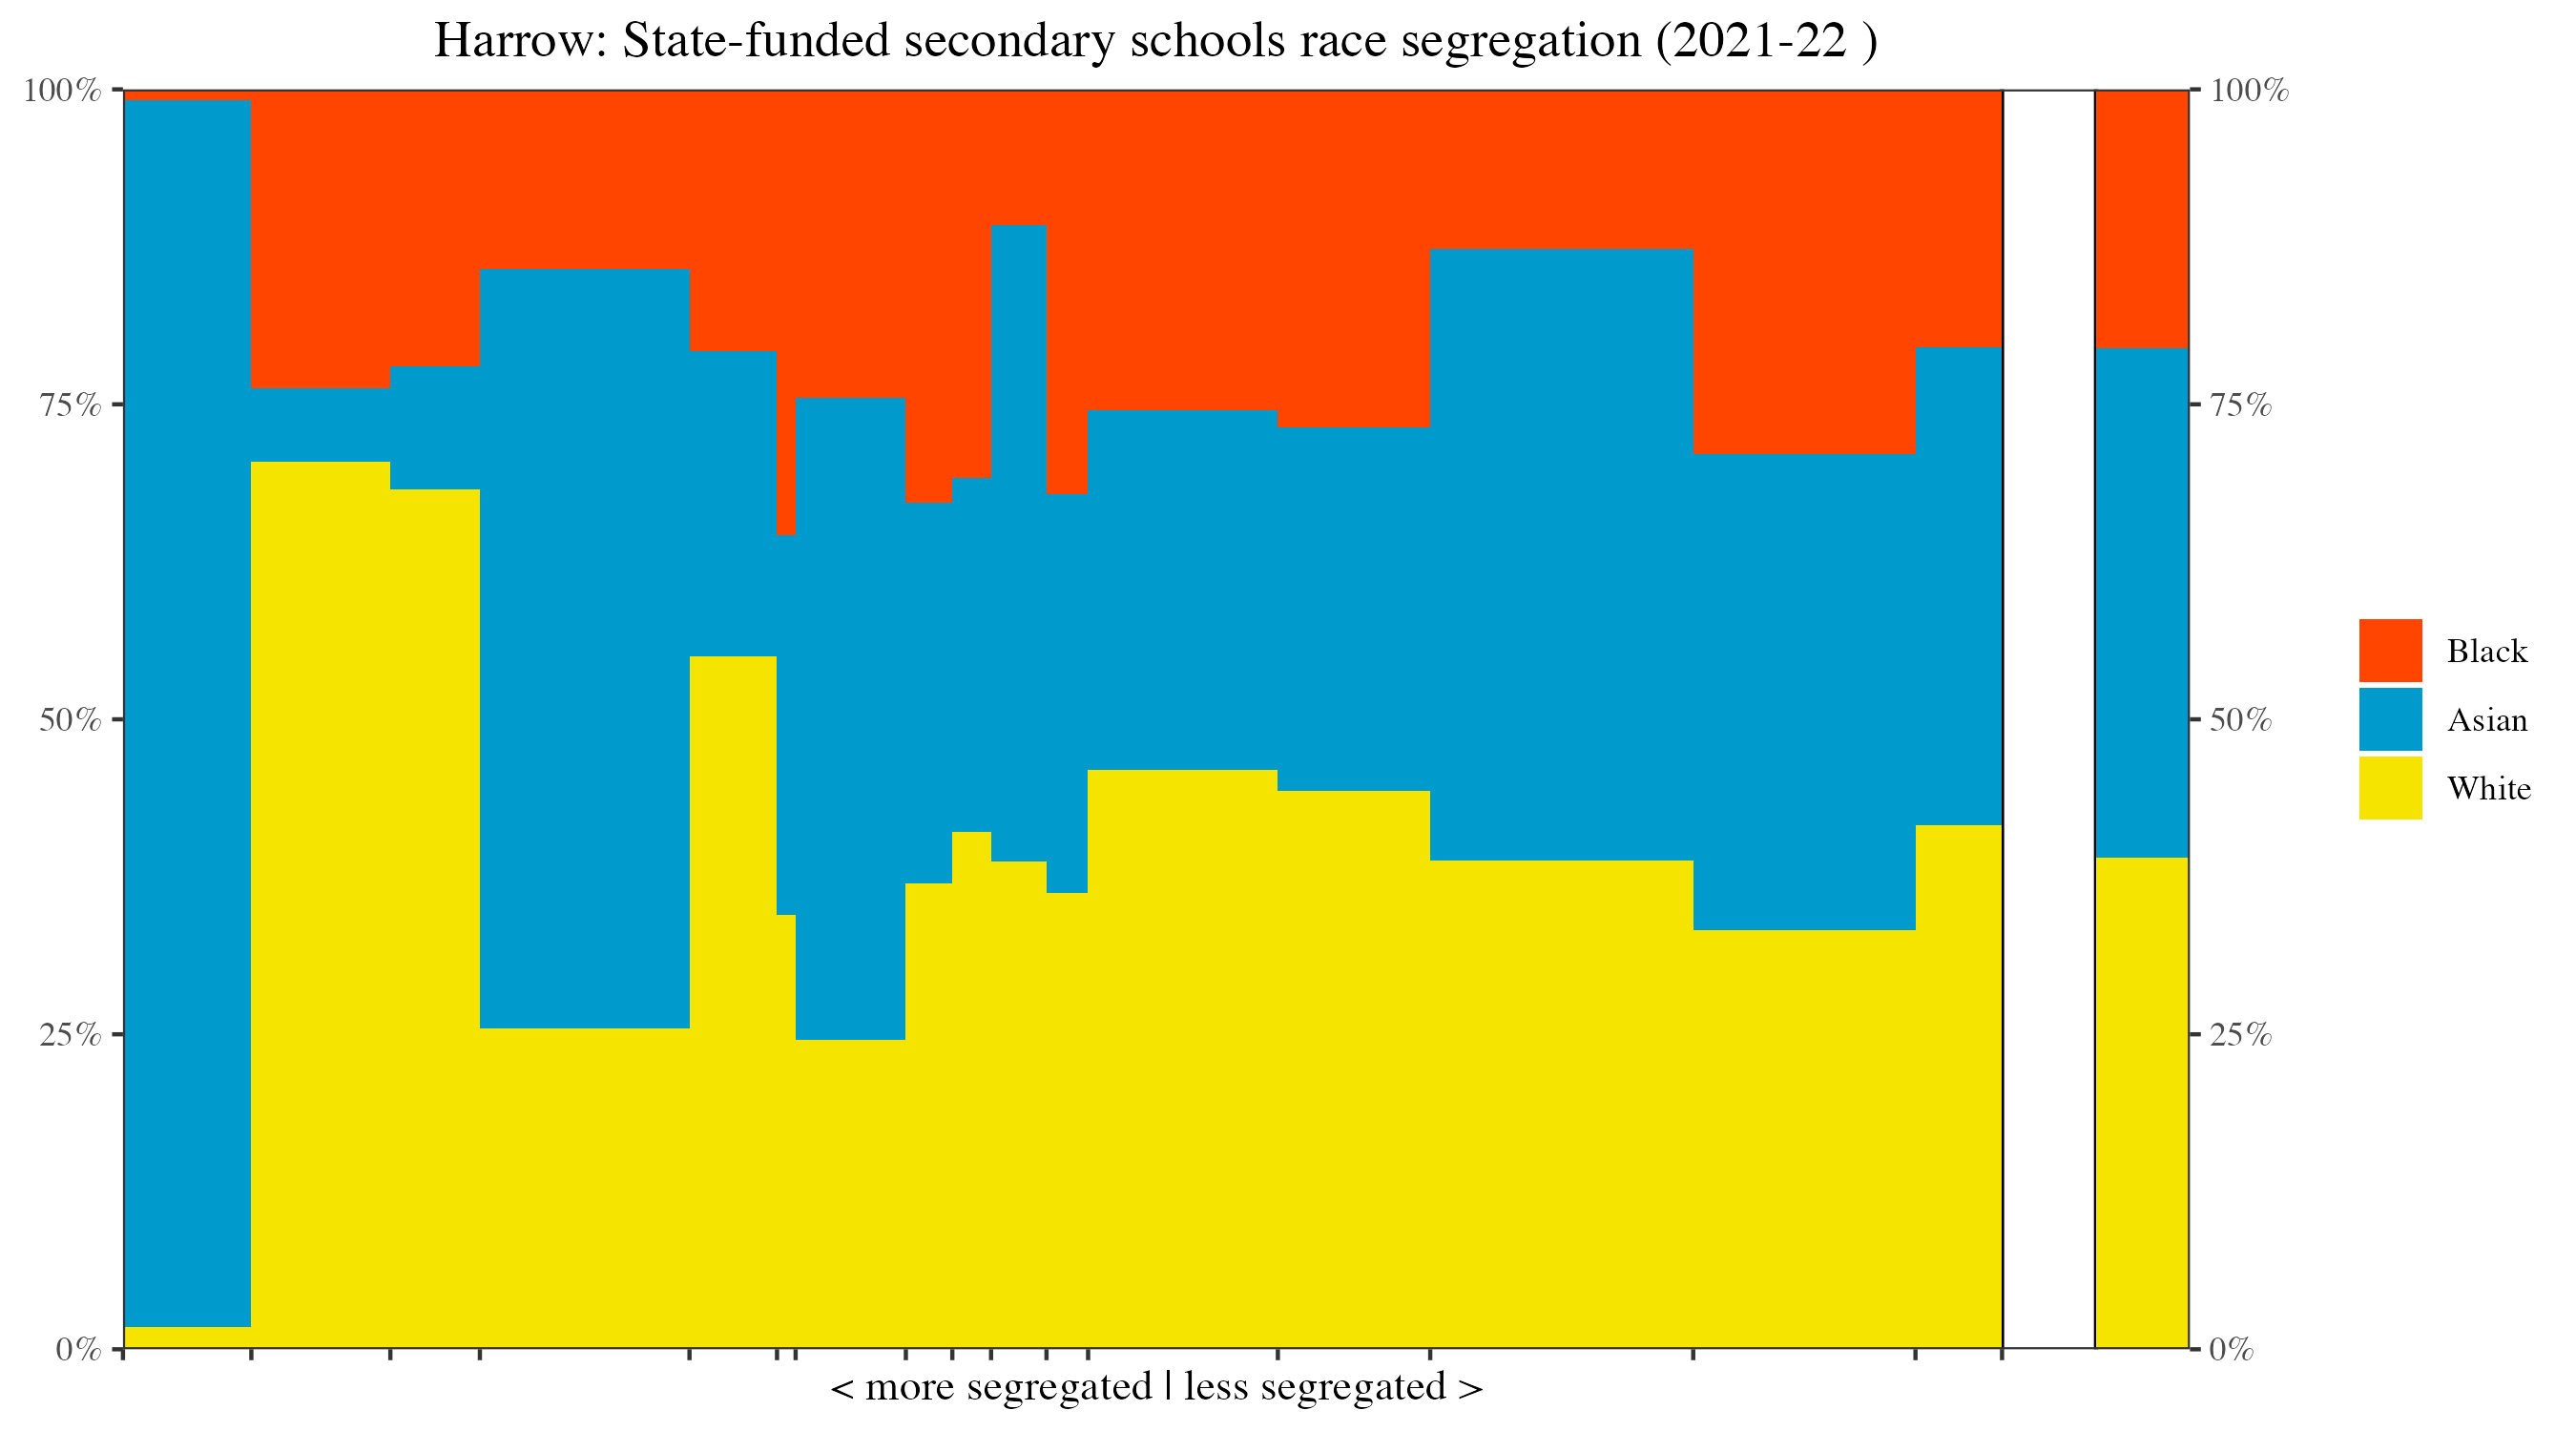 Harrow: State-funded secondary schools race segregation (2021-22 )
100%
75%
50%
25%
0%
100%
75%
50%
25%
0%
Black
Asian
White
< more segregated | less segregated >